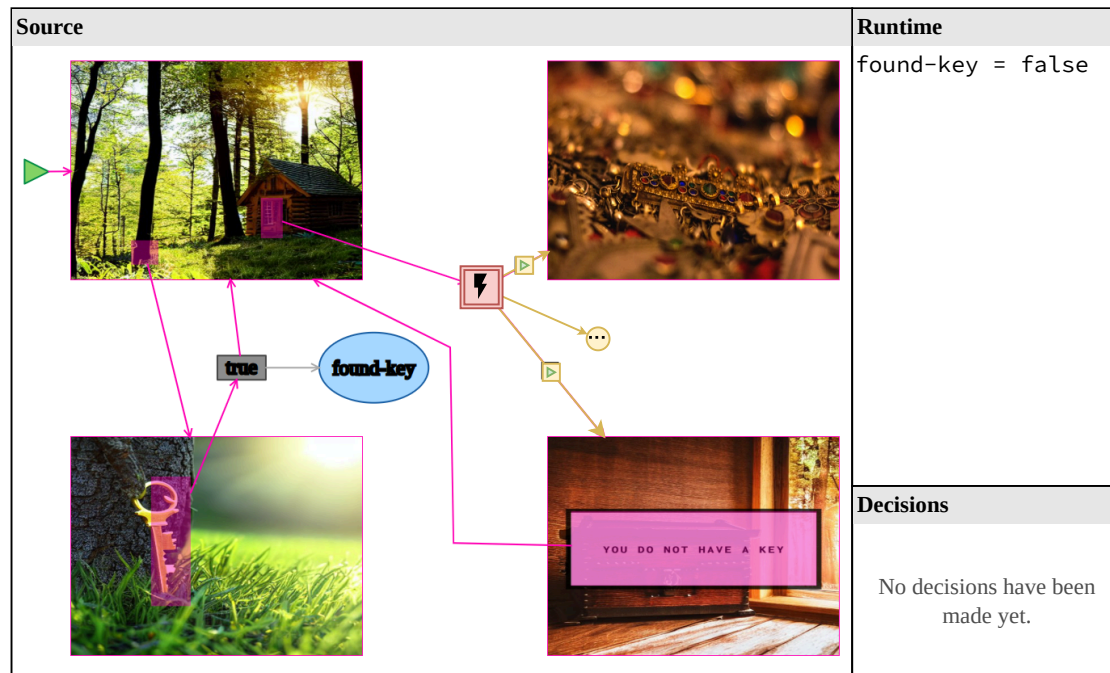 Source
Runtime
found-key = false
true
found-key
...
YOU DO NOT HAVE A KEY
Decisions
No decisions have been
made yet.